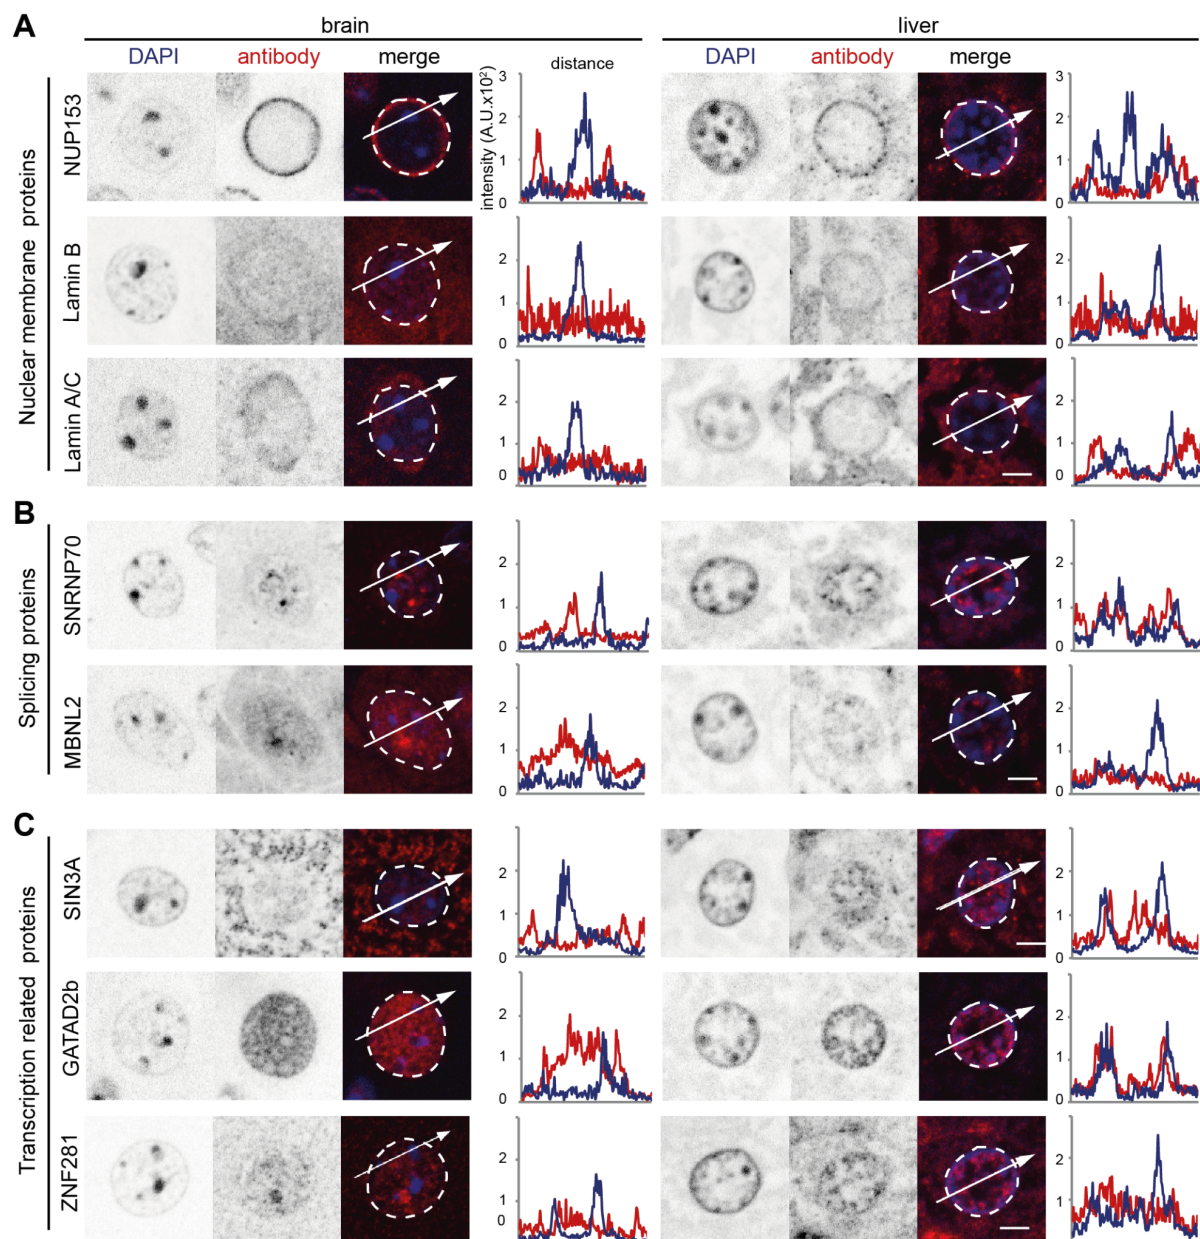 A
brain
liver
DAPI
antibody
merge
distance
DAPI
antibody
merge
Nuclear membrane proteins
NUP153
intensity (A.U.x10²)
3
2
1
0
3
2
1
0
Lamin B
2
1
0
2
1
0
Lamin A/C
2
1
0
2
1
0
B
Splicing proteins
SNRNP70
2
1
0
2
1
0
MBNL2
2
1
0
2
1
0
C
Transcription related proteins
SIN3A
2
1
0
2
1
0
GATAD2b
2
1
0
2
1
0
ZNF281
2
1
0
2
1